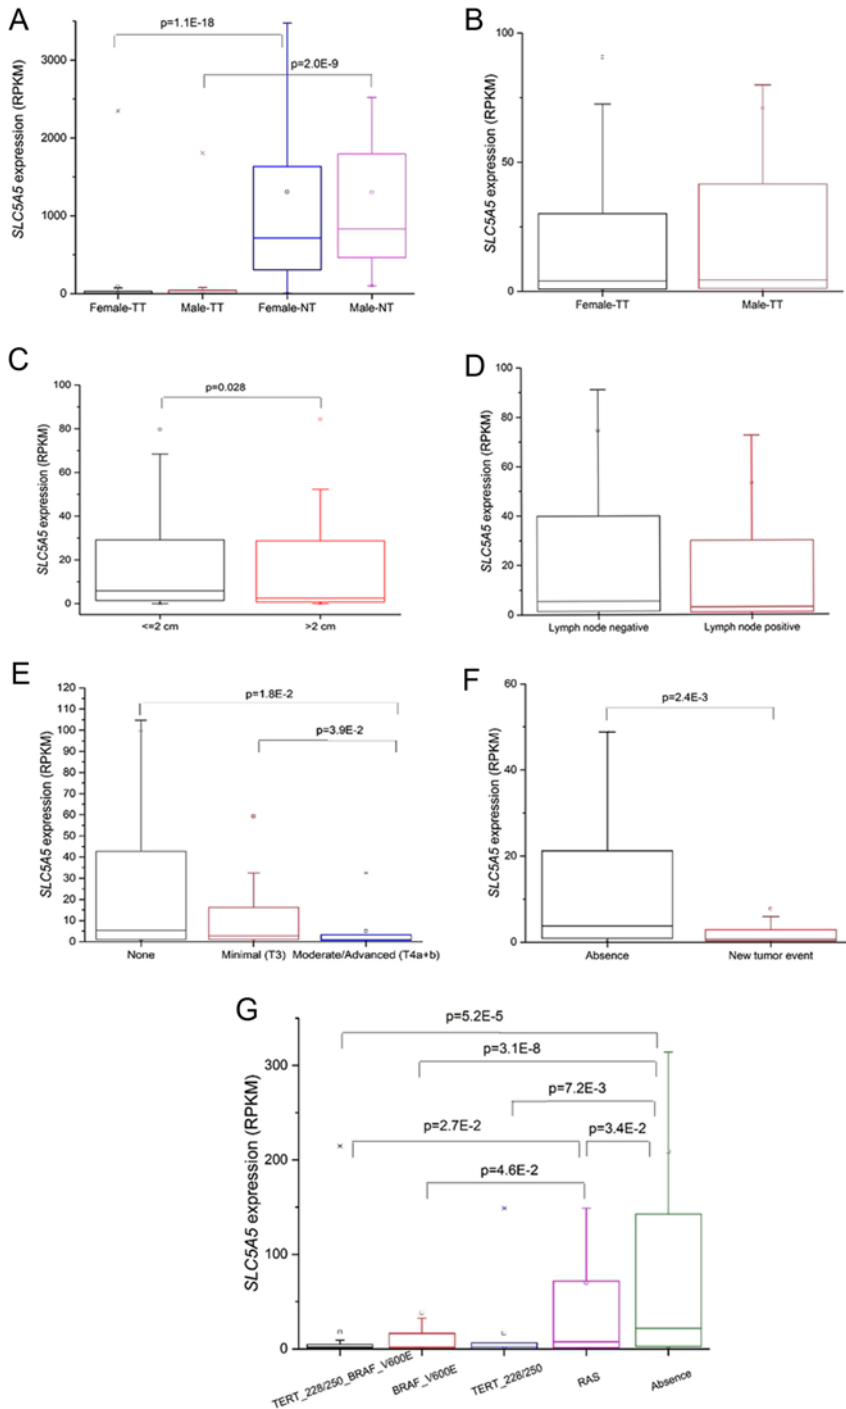 A
SLC5A5 expression (RPKM)
3000
2000
1000
0
p=1.1E-18
p=2.0E-9
Female-TT Male-TT Female-NT Male-NT
B
SLC5A5 expression (RPKM)
100
50
0
Female-TT Male-TT
C
SLC5A5 expression (RPKM)
100
80
60
40
20
0
p=0.028
<=2 cm >2 cm
D
SLC5A5 expression (RPKM)
100
80
60
40
20
0
Lymph node negative Lymph node positive
E
SLC5A5 expression (RPKM)
120
110
100
90
80
70
60
50
40
30
20
10
0
p=1.8E-2
p=3.9E-2
None Minimal (T3) Moderate/Advanced (T4a+b)
F
SLC5A5 expression (RPKM)
60
40
20
0
p=2.4E-3
Absence New tumor event
G
SLC5A5 expression (RPKM)
300
200
100
0
p=5.2E-5
p=3.1E-8
p=7.2E-3
p=2.7E-2
p=3.4E-2
p=4.6E-2
TERT_228/250_BRAF_V600E
BRAF_V600E
TERT_228/250
RAS
Absence